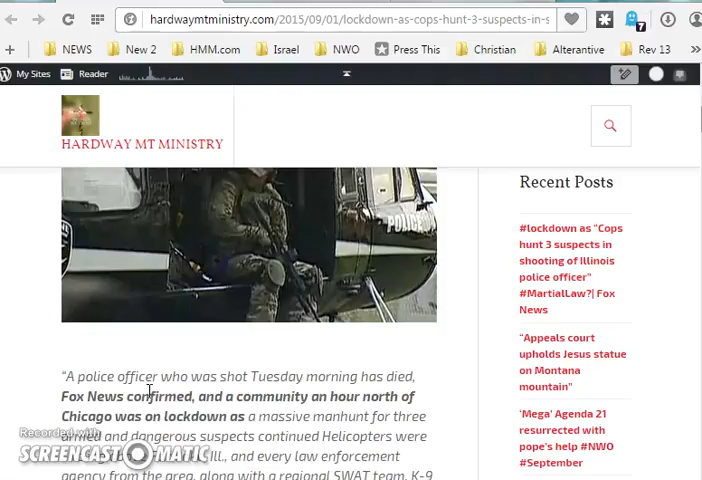 hardwaymtministry.com/2015/09/01/lockdown-as-cops-hunt-3-suspects-in-s
7
NEWS New 2 HMM.com Israel NWO Press This Christian Alterantive Rev 13
My Sites Reader
HARDWAY MT MINISTRY
POLICE
"A police officer who was shot Tuesday morning has died,
Fox News confirmed, and a community an hour north of
Chicago was on lockdown as a massive manhunt for three
armed and dangerous suspects continued Helicopters were
Ill., and every law enforcement
agency from the area, along with a regional SWAT team, K-9
Recorded with
SCREENCAST-O-MATIC
Recent Posts
#lockdown as "Cops
hunt 3 suspects in
shooting of Illinois
police officer"
#MartialLaw?| Fox
News
"Appeals court
upholds Jesus statue
on Montana
mountain"
'Mega' Agenda 21
resurrected with
pope's help #NWO
#September